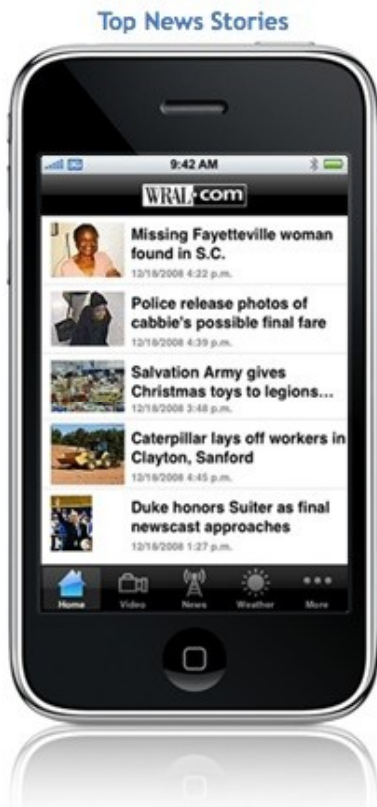 Top News Stories
3G
9:42 AM
WRAL.com
Missing Fayetteville woman
found in S.C.
12/16/2008 4:22 p.m.
Police release photos of
cabbie's possible final fare
12/16/2008 4:39 p.m.
Salvation Army gives
Christmas toys to legions...
12/16/2008 3:48 p.m.
Caterpillar lays off workers in
Clayton, Sanford
12/16/2008 4:45 p.m.
Duke honors Suiter as final
newscast approaches
12/16/2008 1:27 p.m.
Home Video News Weather More